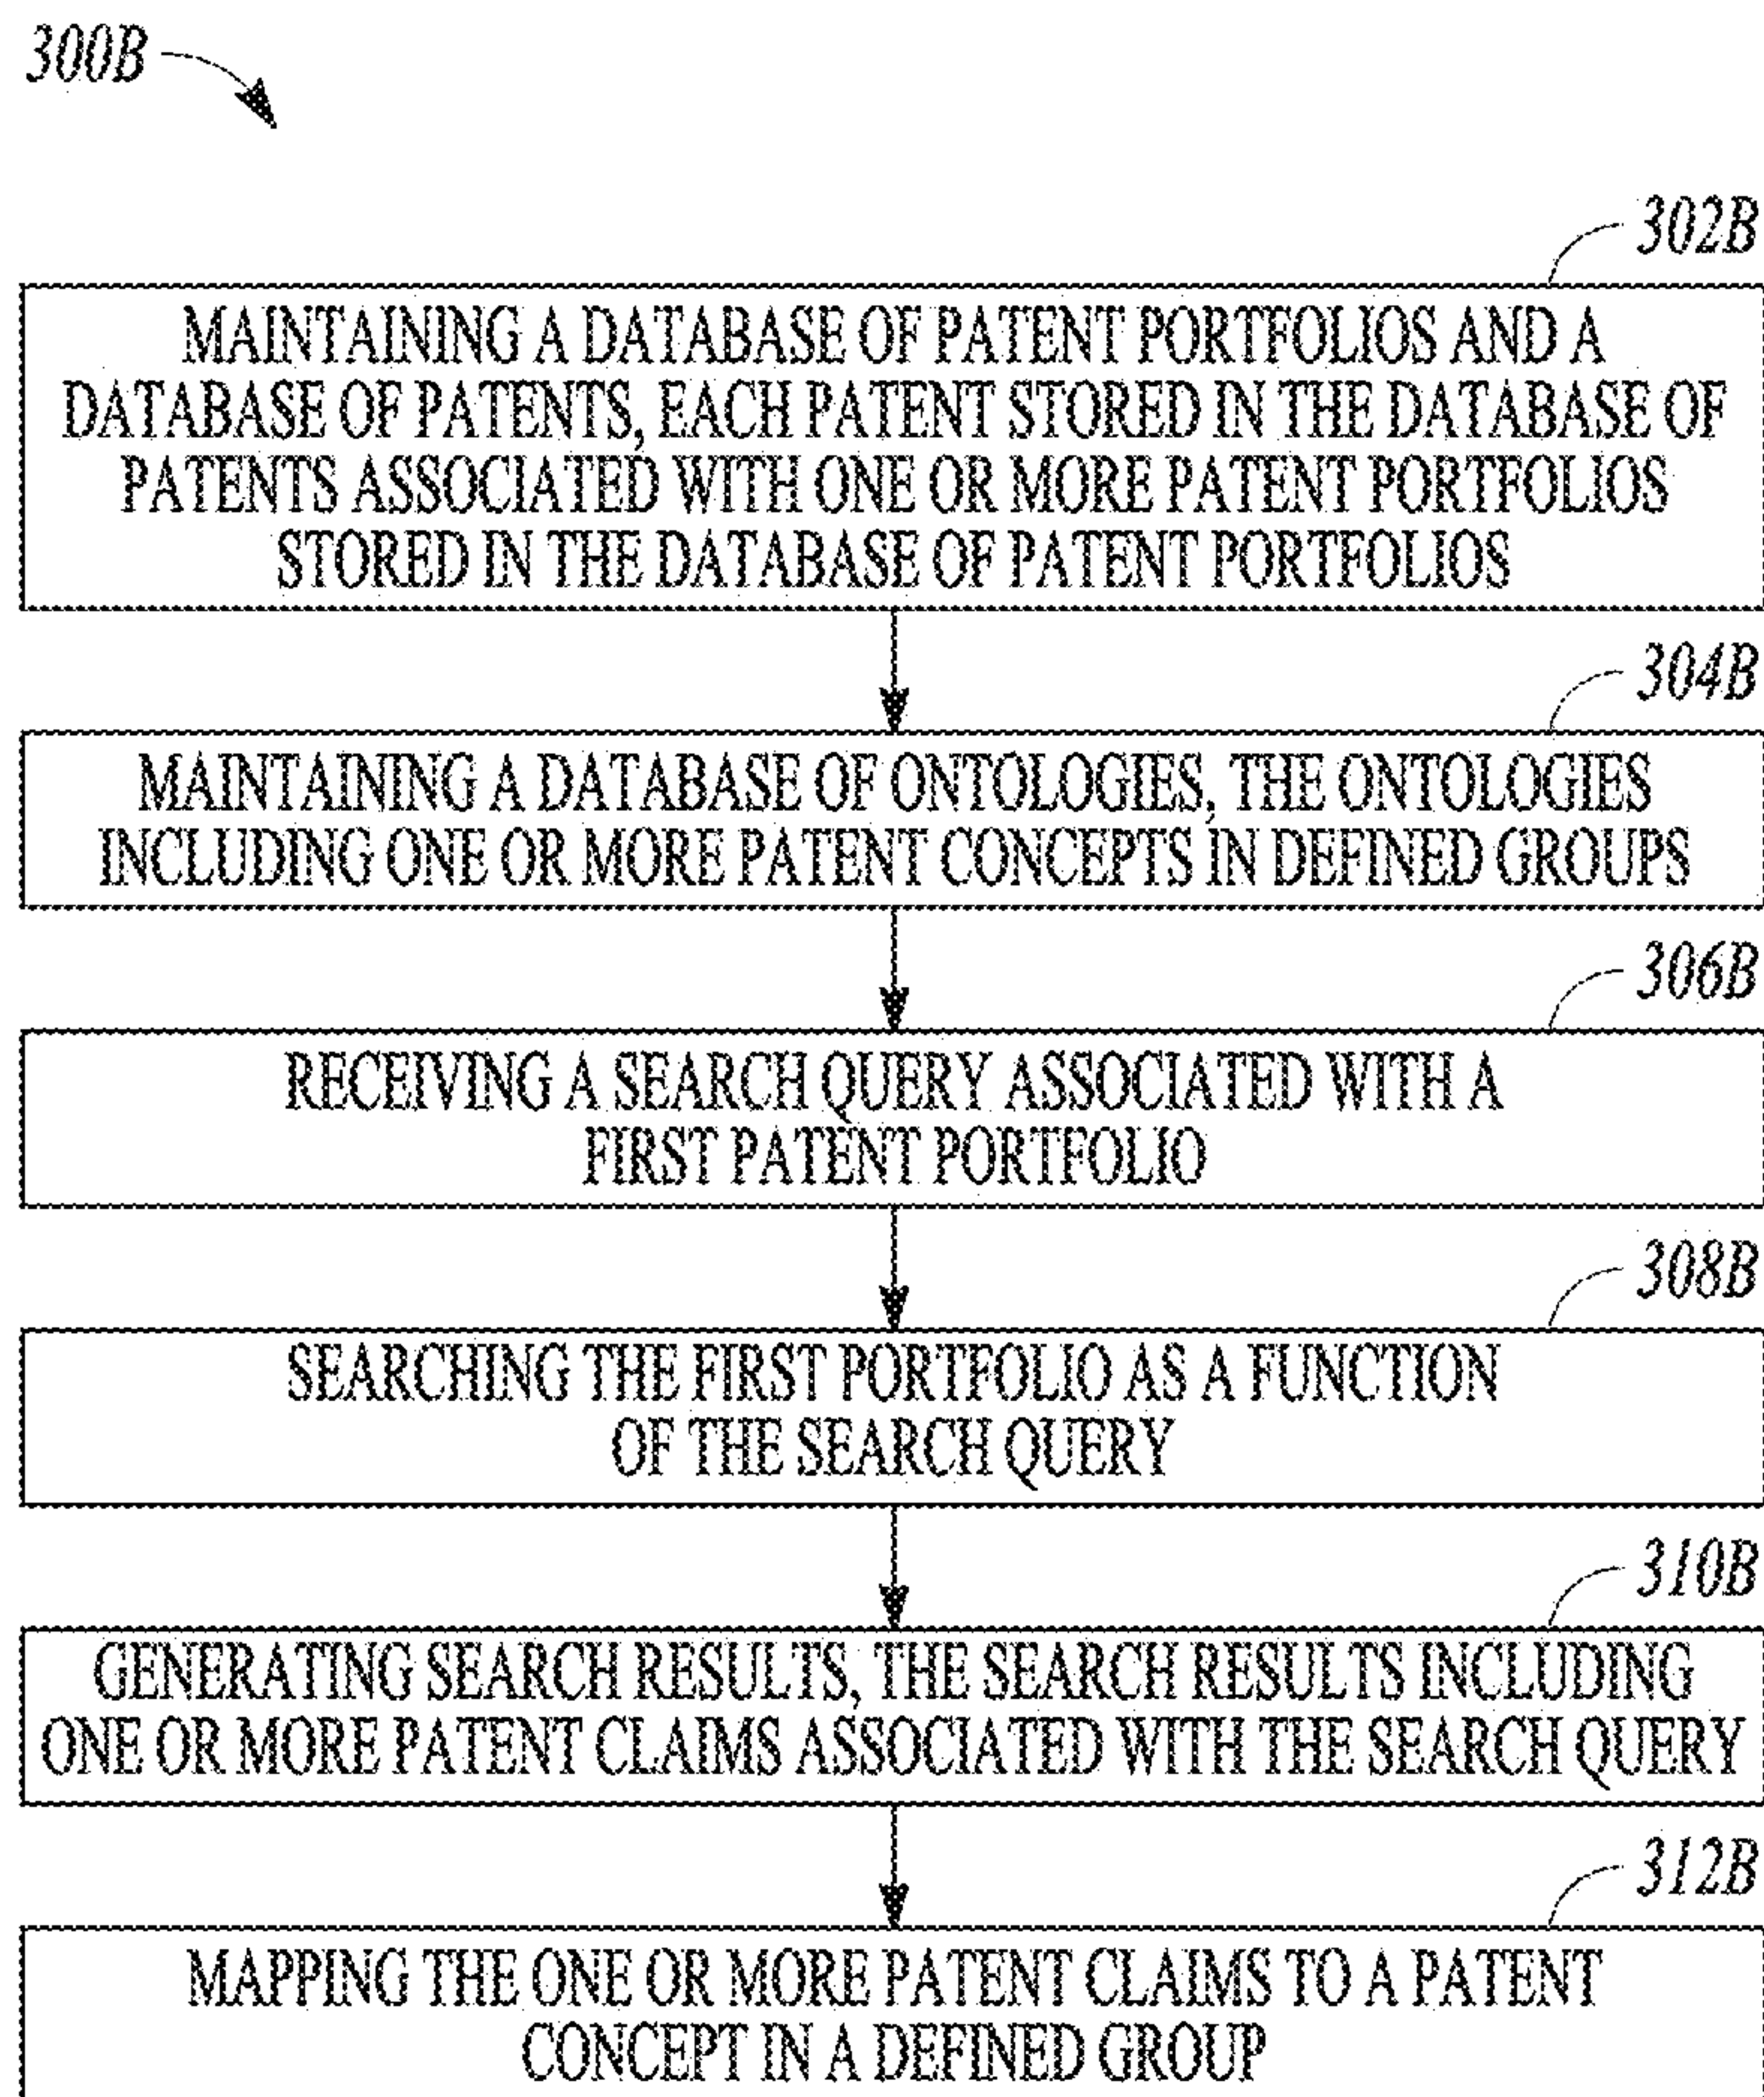 300B
302B
MAINTAINING A DATABASE OF PATENT PORTFOLIOS AND A
DATABASE OF PATENTS, EACH PATENT STORED IN THE DATABASE OF
PATENTS ASSOCIATED WITH ONE OR MORE PATENT PORTFOLIOS
STORED IN THE DATABASE OF PATENT PORTFOLIOS
304B
MAINTAINING A DATABASE OF ONTOLOGIES, THE ONTOLOGIES
INCLUDING ONE OR MORE PATENT CONCEPTS IN DEFINED GROUPS
306B
RECEIVING A SEARCH QUERY ASSOCIATED WITH A
FIRST PATENT PORTFOLIO
308B
SEARCHING THE FIRST PORTFOLIO AS A FUNCTION
OF THE SEARCH QUERY
310B
GENERATING SEARCH RESULTS, THE SEARCH RESULTS INCLUDING
ONE OR MORE PATENT CLAIMS ASSOCIATED WITH THE SEARCH QUERY
312B
MAPPING THE ONE OR MORE PATENT CLAIMS TO A PATENT
CONCEPT IN A DEFINED GROUP